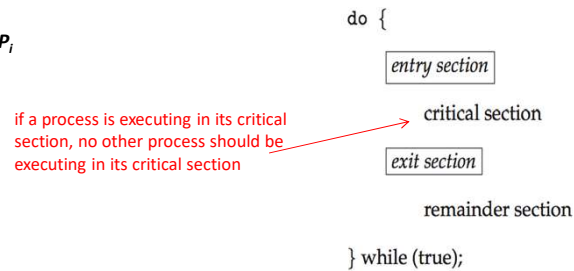 P_i
do {
entry section
critical section
if a process is executing in its critical
section, no other process should be
executing in its critical section
exit section
remainder section
} while (true);